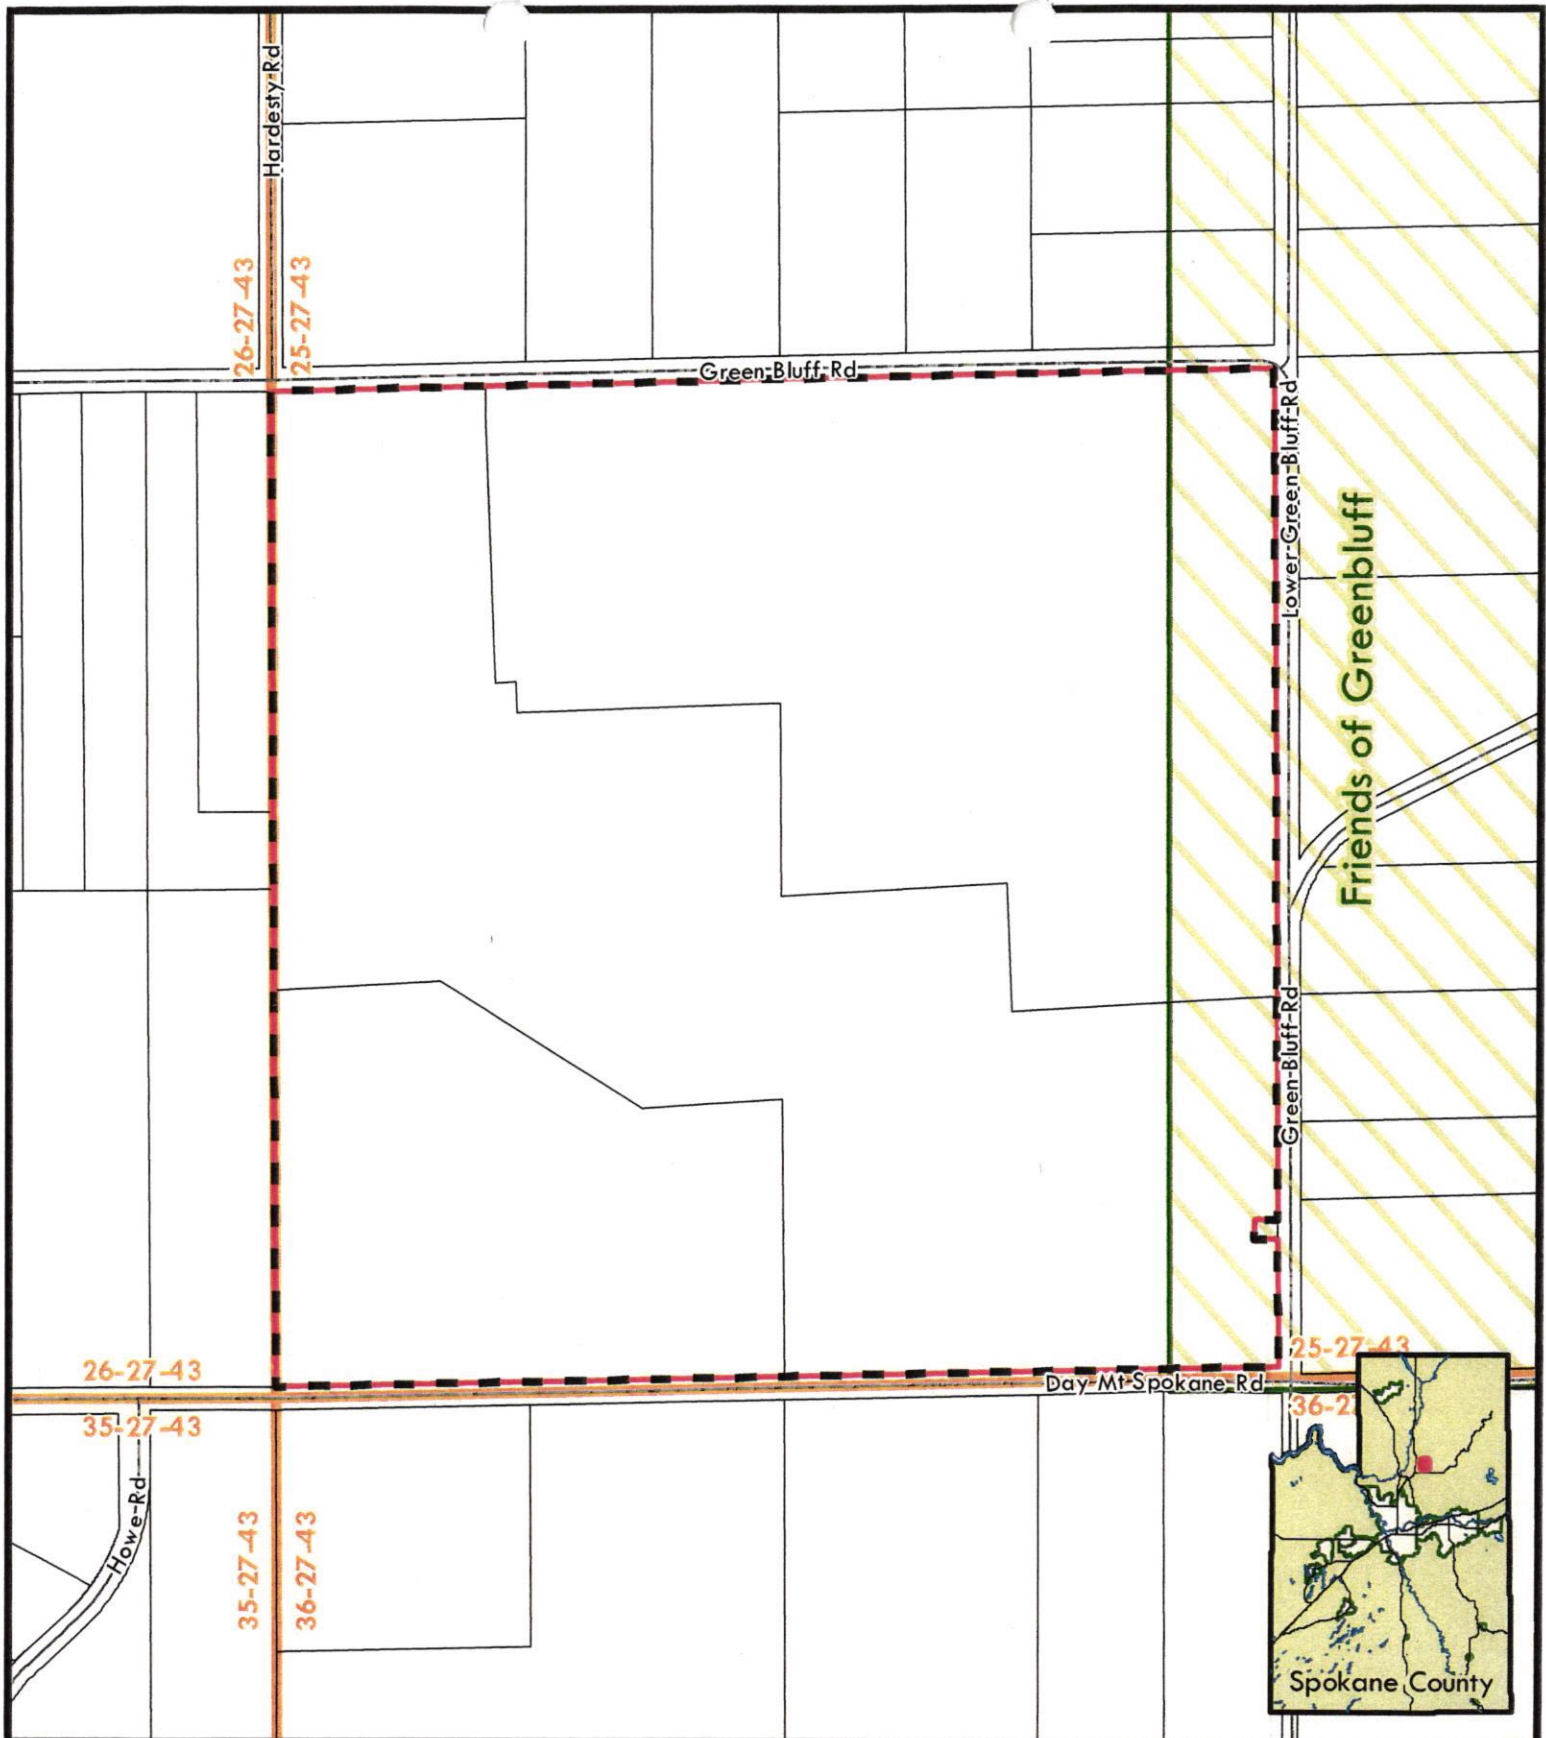 Hardesty Rd
26-27-43
25-27-43
Green Bluff Rd
Lower Green Bluff Rd
Friends of Greenbluff
Green Bluff Rd
26-27-43
25-27-43
Day Mt Spokane Rd
35-27-43
36-2
Howe Rd
35-27-43
36-27-43
Spokane County